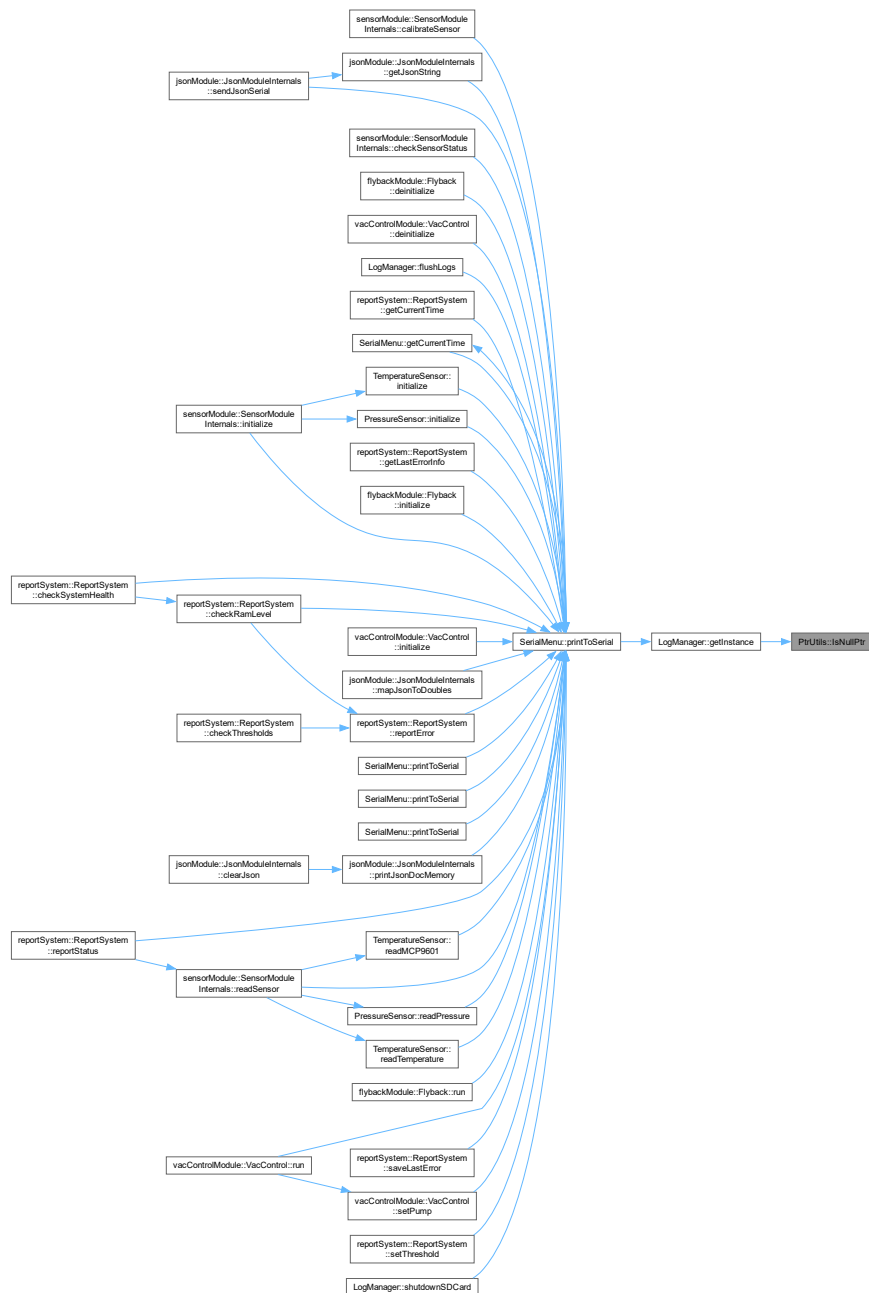 sensorModule::SensorModule
Internals::calibrateSensor
jsonModule::JsonModuleInternals
::getJsonString
jsonModule::JsonModuleInternals
::sendJsonSerial
sensorModule::SensorModule
Internals::checkSensorStatus
flybackModule::Flyback
::deinitialize
vacControlModule::VacControl
::deinitialize
LogManager::flushLogs
reportSystem::ReportSystem
::getCurrentTime
SerialMenu::getCurrentTime
TemperatureSensor::
initialize
sensorModule::SensorModule
Internals::initialize
PressureSensor::initialize
reportSystem::ReportSystem
::getLastErrorInfo
flybackModule::Flyback
::initialize
reportSystem::ReportSystem
::checkSystemHealth
reportSystem::ReportSystem
::checkRamLevel
vacControlModule::VacControl
::initialize
SerialMenu::printToSerial
LogManager::getInstance
PtrUtils::IsNullPtr
jsonModule::JsonModuleInternals
::mapJsonToDoubles
reportSystem::ReportSystem
::checkThresholds
reportSystem::ReportSystem
::reportError
SerialMenu::printToSerial
SerialMenu::printToSerial
SerialMenu::printToSerial
jsonModule::JsonModuleInternals
::clearJson
jsonModule::JsonModuleInternals
::printJsonDocMemory
reportSystem::ReportSystem
::reportStatus
TemperatureSensor::
readMCP9601
sensorModule::SensorModule
Internals::readSensor
PressureSensor::readPressure
TemperatureSensor::
readTemperature
flybackModule::Flyback::run
vacControlModule::VacControl::run
reportSystem::ReportSystem
::saveLastError
vacControlModule::VacControl
::setPump
reportSystem::ReportSystem
::setThreshold
LogManager::shutdownSDCard